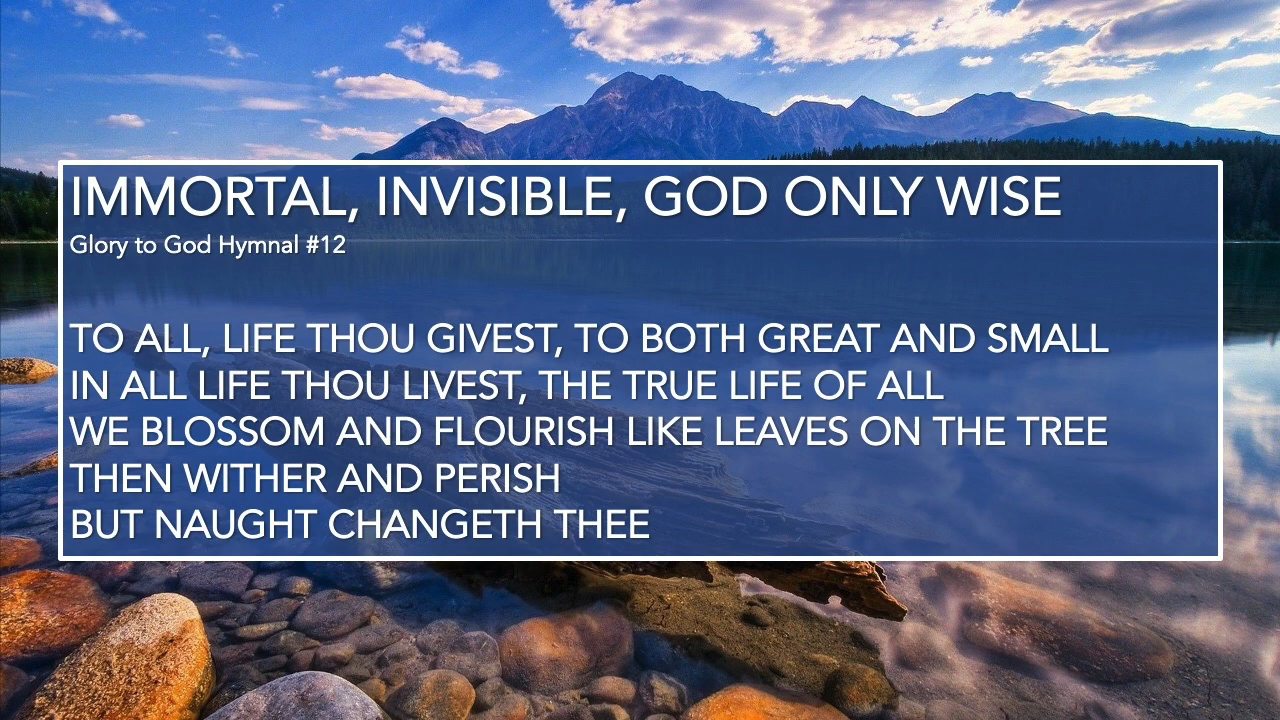 IMMORTAL, INVISIBLE, GOD ONLY WISE
Glory to God Hymnal #12
TO ALL, LIFE THOU GIVEST, TO BOTH GREAT AND SMALL
IN ALL LIFE THOU LIVEST, THE TRUE LIFE OF ALL
WE BLOSSOM AND FLOURISH LIKE LEAVES ON THE TREE
THEN WITHER AND PERISH
BUT NAUGHT CHANGETH THEE